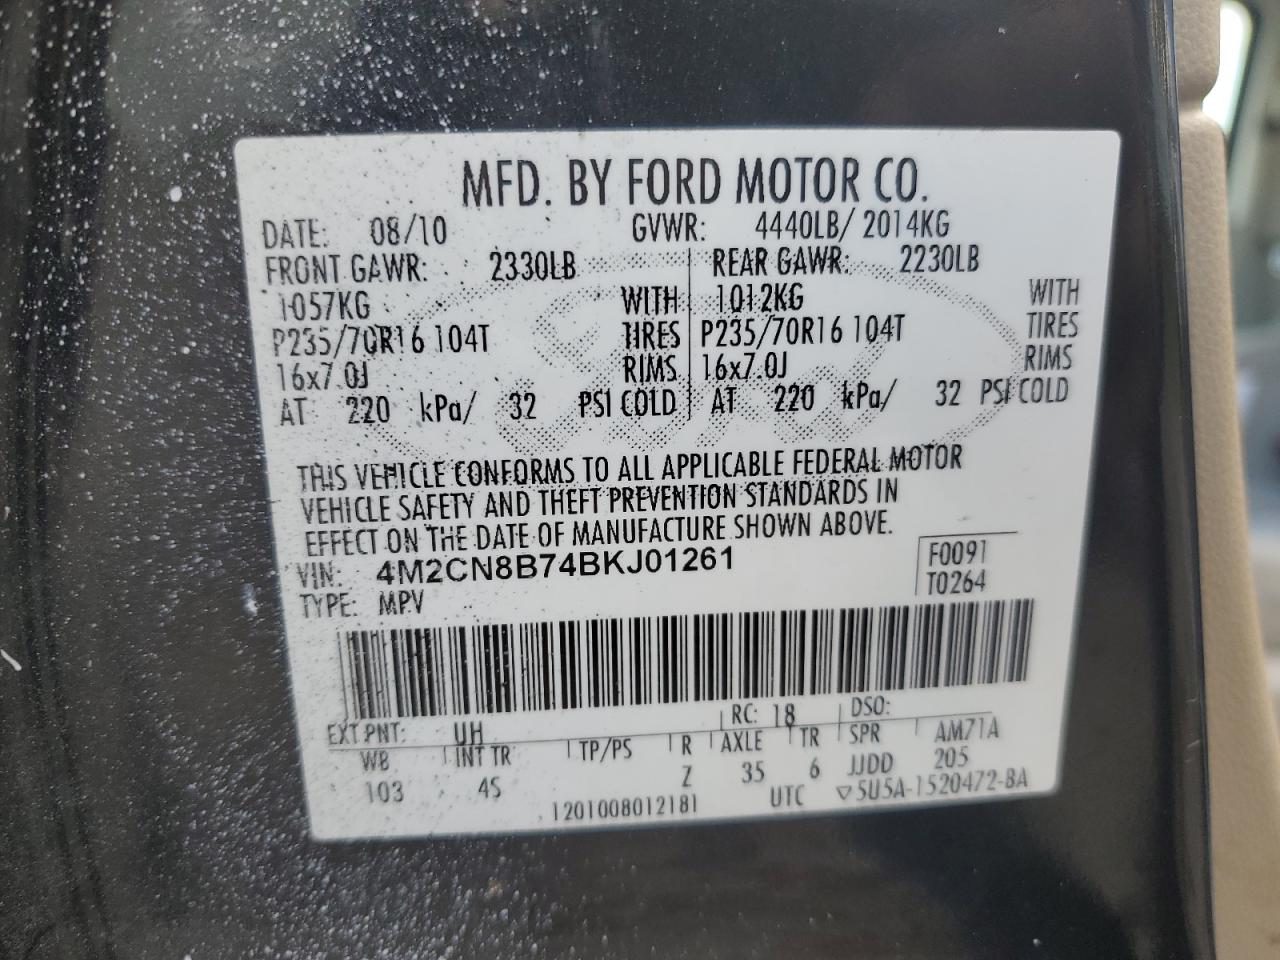 MFD. BY FORD MOTOR CO.
DATE: 08/10 GVWR: 4440LB/ 2014KG
FRONT GAWR: 2330LB REAR GAWR: 2230LB
1057KG WITH 1012KG WITH
P235/70R16 104T TIRES P235/70R16 104T TIRES
16x7.0J RIMS 16x7.0J RIMS
AT 220 kPa/ 32 PSI COLD AT 220 kPa/ 32 PSI COLD
THIS VEHICLE CONFORMS TO ALL APPLICABLE FEDERAL MOTOR
VEHICLE SAFETY AND THEFT PREVENTION STANDARDS IN
EFFECT ON THE DATE OF MANUFACTURE SHOWN ABOVE.
VIN: 4M2CN8B74BKJ01261 F0091
TYPE: MPV T0264
EXT PNT: UH RC: 18 DSO:
WB INT TR TP/PS R AXLE TR SPR AM71A
103 4S Z 35 6 JJDD 205
1201008012181 UTC ▽5U5A-1520472-BA